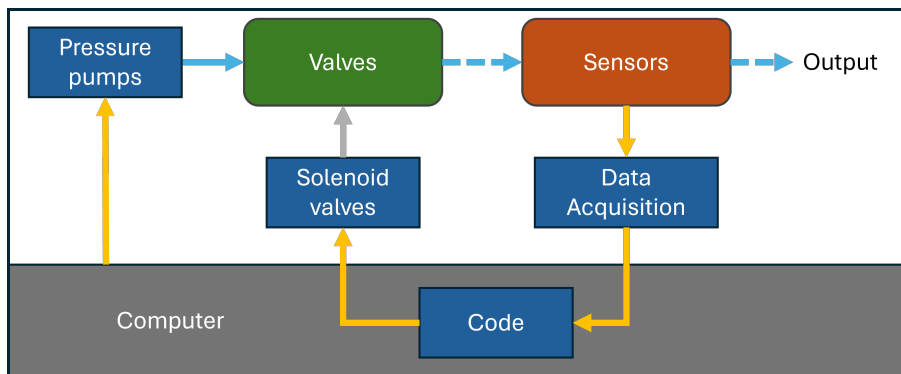 Pressure
pumps
Valves
Sensors
Output
Solenoid
valves
Data
Acquisition
Computer
Code